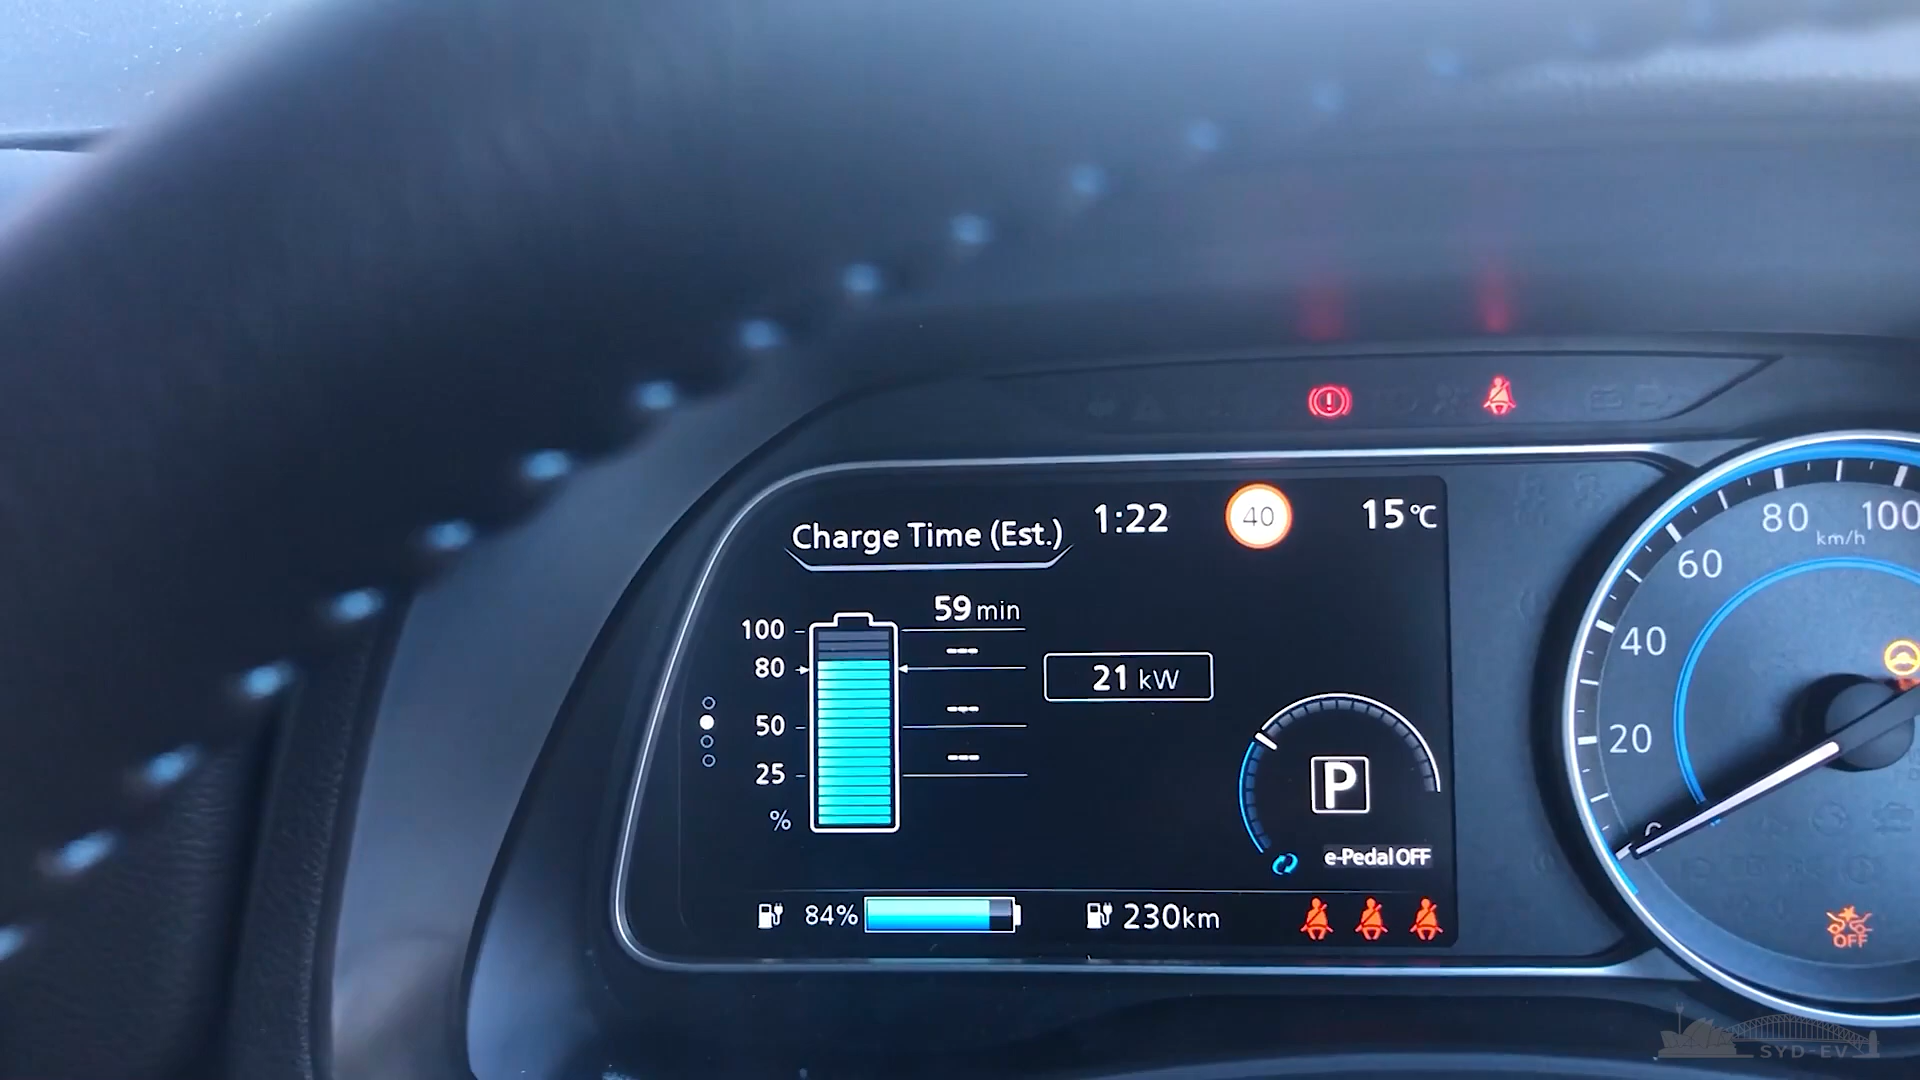 Charge Time (Est.)
1:22
40
15°C
59 min
100
---
80
21 kW
---
50
---
25
%
P
e-Pedal OFF
84%
230km
100
80
km/h
60
40
20
OFF
SYD-EV